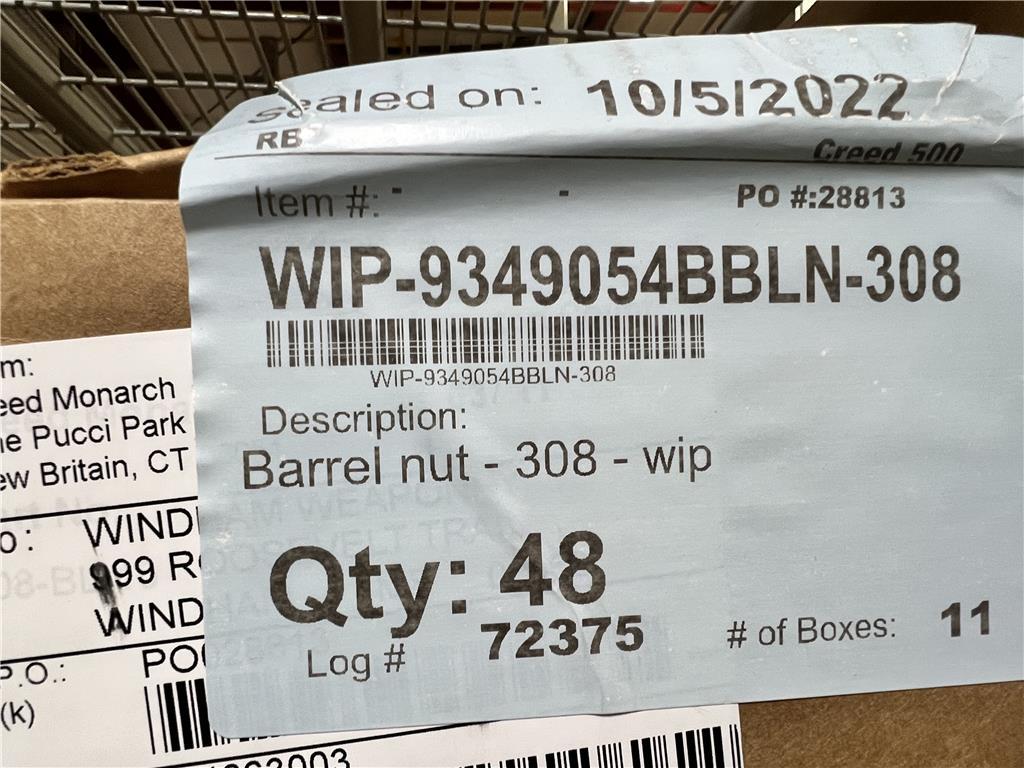 sealed on: 10/5/2022
RB
Creed 500
Item #: - - PO #:28813
WIP-9349054BBLN-308
WIP-9349054BBLN-308
Description:
Barrel nut - 308 - wip
Qty: 48
Log # 72375 # of Boxes: 11
m:
eed Monarch
ne Pucci Park
ew Britain, CT
O: WIND
999 R
WIND
P.O.: PO
(k)